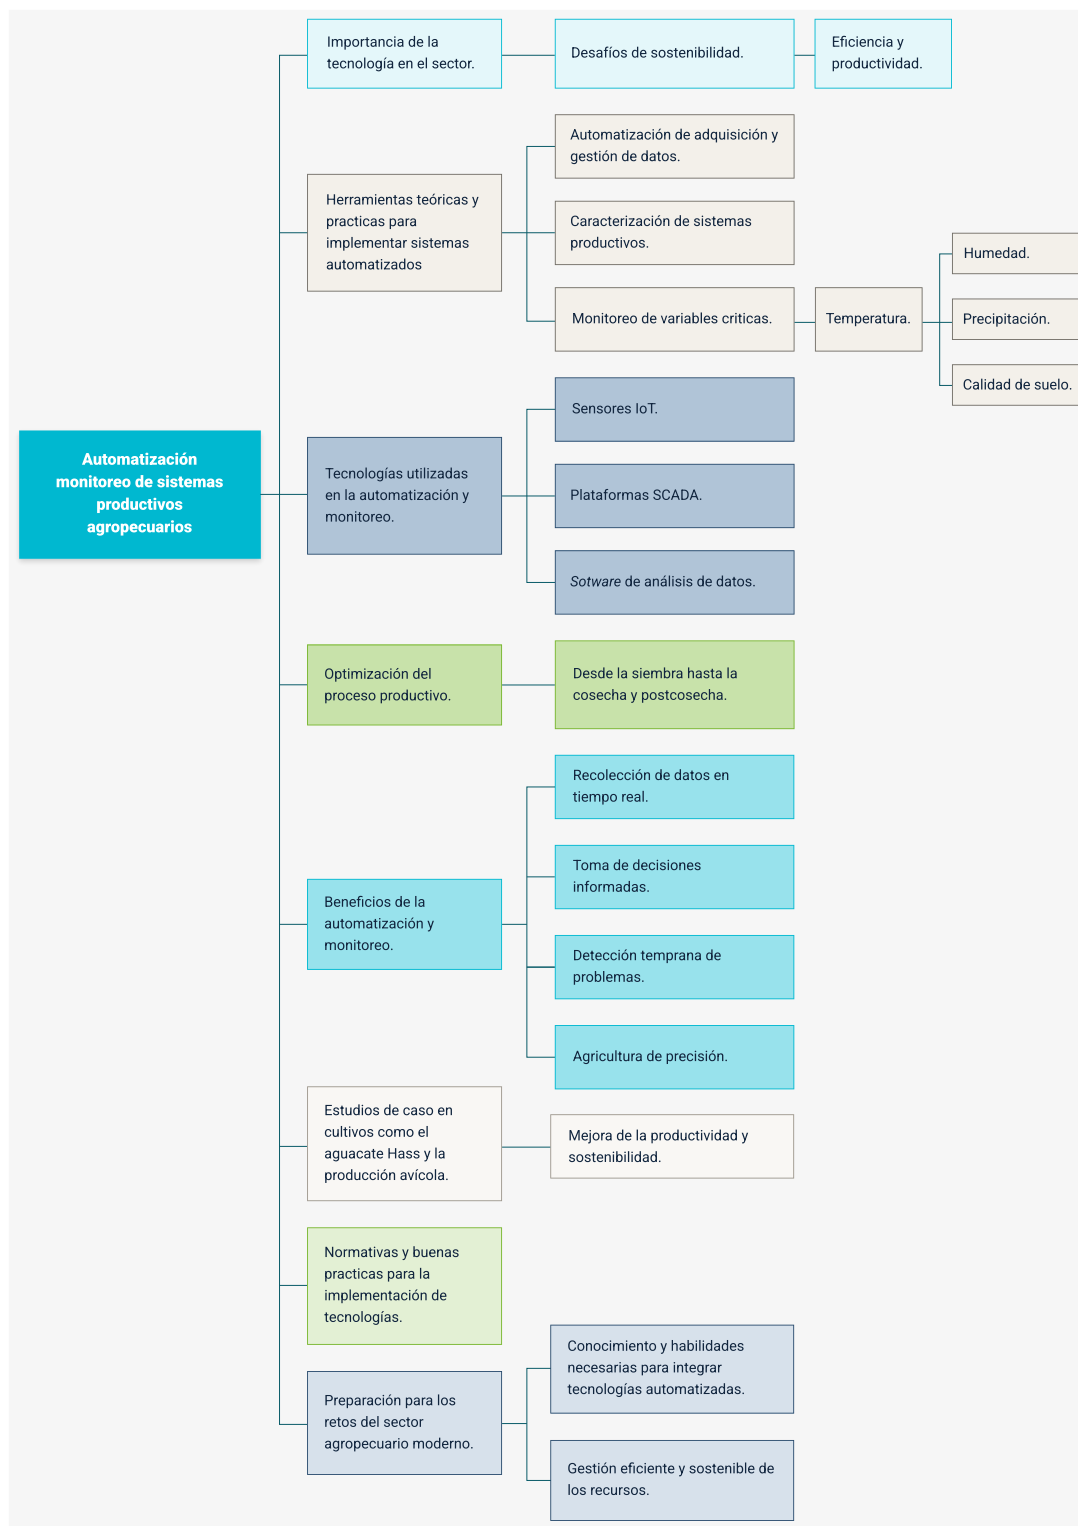 Importancia de la
tecnología en el sector.
Desafíos de sostenibilidad.
Eficiencia y
productividad.
Herramientas teóricas y
practicas para
implementar sistemas
automatizados
Automatización de adquisición y
gestión de datos.
Caracterización de sistemas
productivos.
Monitoreo de variables criticas.
Temperatura.
Humedad.
Precipitación.
Calidad de suelo.
Automatización
monitoreo de sistemas
productivos
agropecuarios
Tecnologías utilizadas
en la automatización y
monitoreo.
Sensores IoT.
Plataformas SCADA.
Sotware de análisis de datos.
Optimización del
proceso productivo.
Desde la siembra hasta la
cosecha y postcosecha.
Beneficios de la
automatización y
monitoreo.
Recolección de datos en
tiempo real.
Toma de decisiones
informadas.
Detección temprana de
problemas.
Agricultura de precisión.
Estudios de caso en
cultivos como el
aguacate Hass y la
producción avícola.
Mejora de la productividad y
sostenibilidad.
Normativas y buenas
practicas para la
implementación de
tecnologías.
Preparación para los
retos del sector
agropecuario moderno.
Conocimiento y habilidades
necesarias para integrar
tecnologías automatizadas.
Gestión eficiente y sostenible de
los recursos.